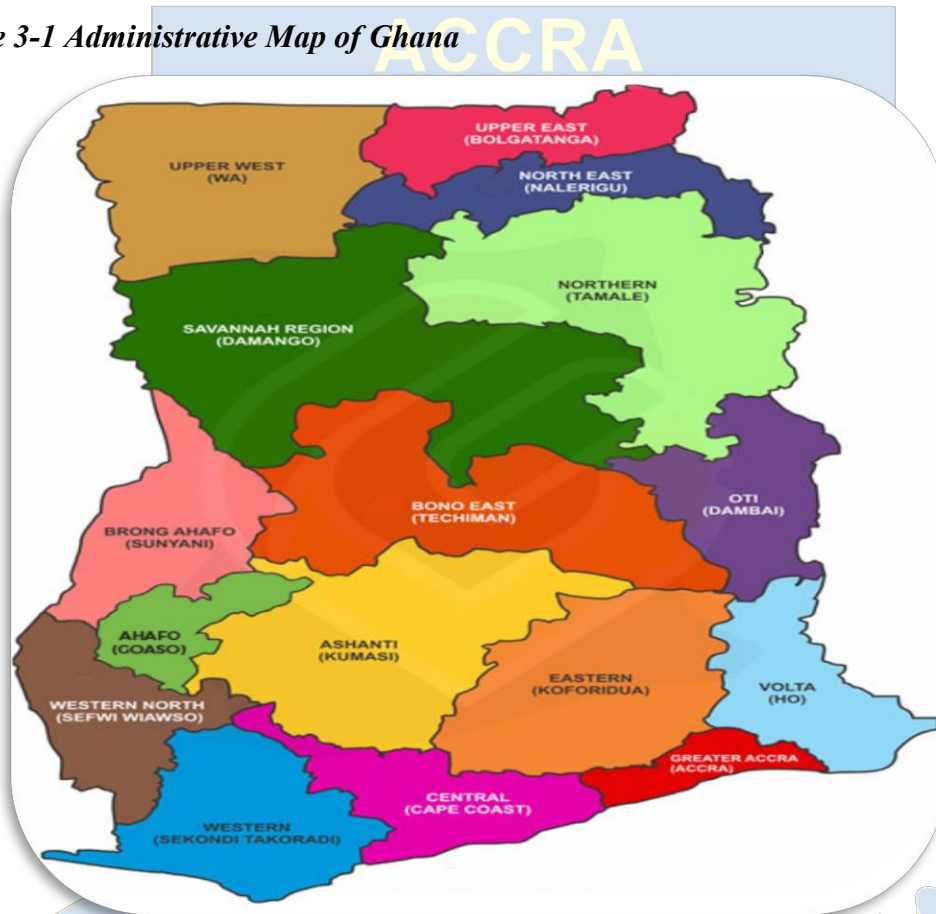 e 3-1 Administrative Map of Ghana
ACCRA
UPPER EAST
(BOLGATANGA)
UPPER WEST
(WA)
NORTH EAST
(NALERIGU)
NORTHERN
(TAMALE)
SAVANNAH REGION
(DAMANGO)
OTI
(DAMBAI)
BONO EAST
(TECHIMAN)
BRONG AHAFO
(SUNYANI)
AHAFO
(GOASO)
ASHANTI
(KUMASI)
EASTERN
(KOFORIDUA)
VOLTA
(HO)
WESTERN NORTH
(SEFWI WIAWSO)
GREATER ACCRA
(ACCRA)
CENTRAL
(CAPE COAST)
WESTERN
(SEKONDI TAKORADI)